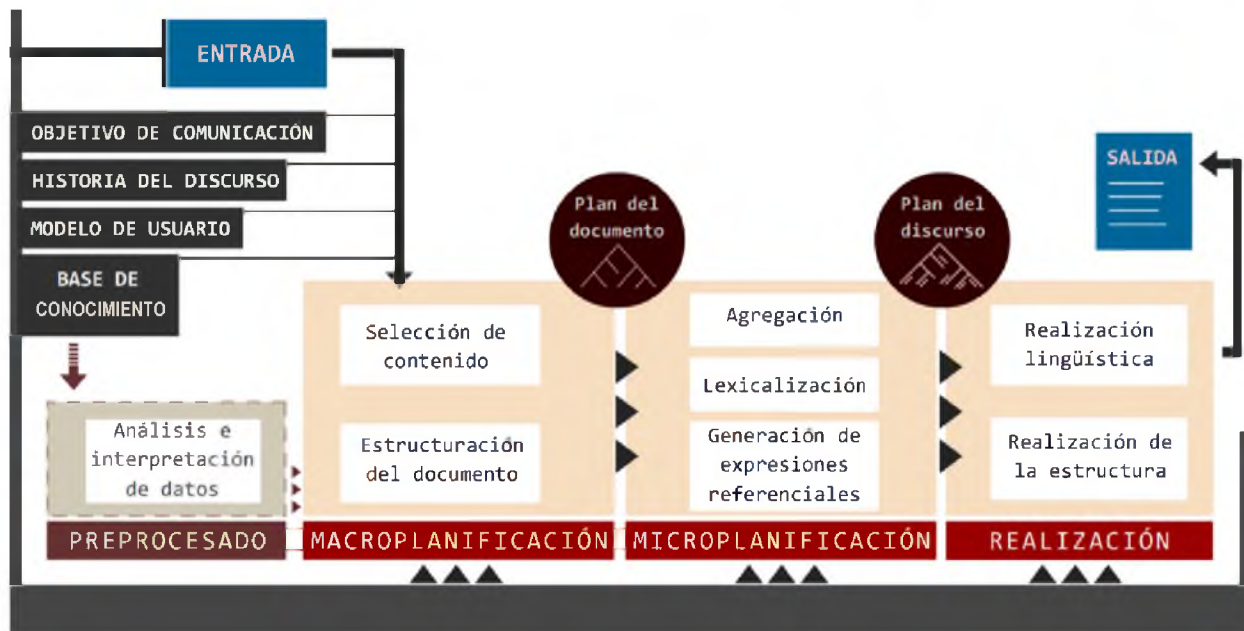 ENTRADA
OBJETIVO DE COMUNICACIÓN
HISTORIA DEL DISCURSO
MODELO DE USUARIO
BASE DE
CONOCIMIENTO
SALIDA
Plan del
documento
Plan del
discurso
Análisis e
interpretación
de datos
Selección de
contenido
Estructuración
del documento
Agregación
Lexicalización
Generación de
expresiones
referenciales
Realización
lingüística
Realización de
la estructura
PREPROCESADO
MACROPLANIFICACIÓN
MICROPLANIFICACIÓN
REALIZACIÓN